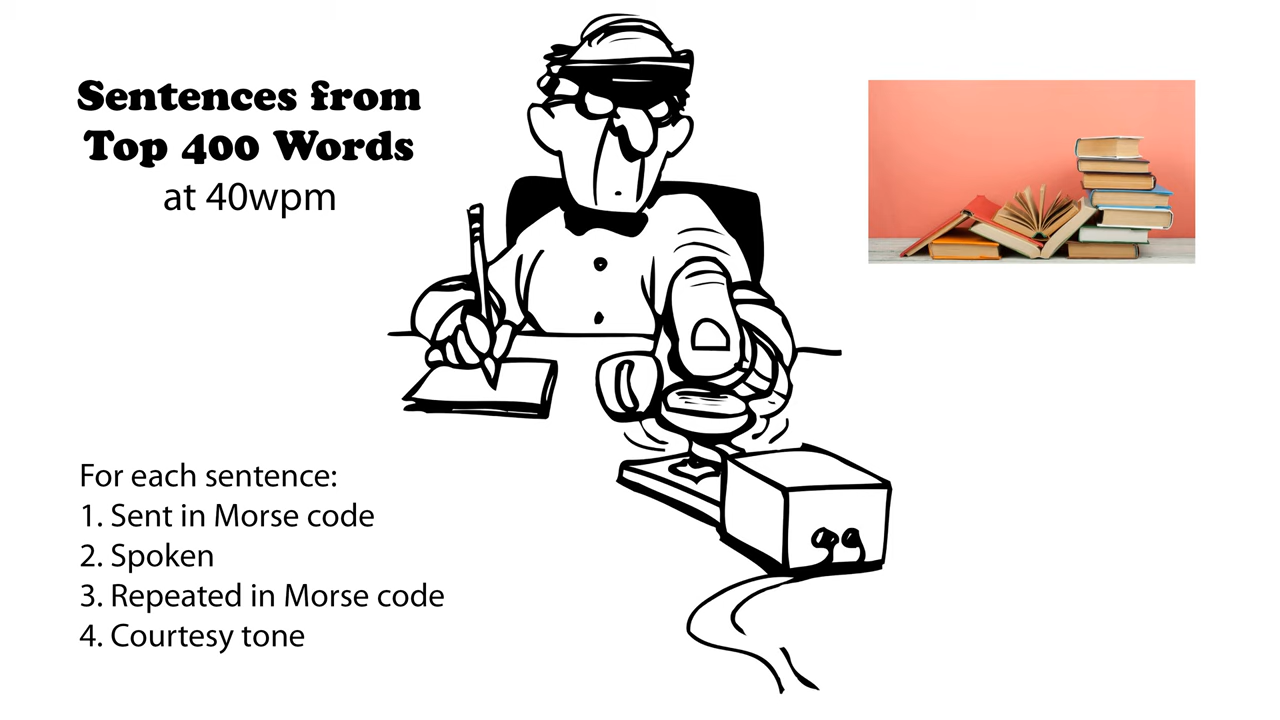 Sentences from
Top 400 Words
at 40wpm
For each sentence:
1. Sent in Morse code
2. Spoken
3. Repeated in Morse code
4. Courtesy tone